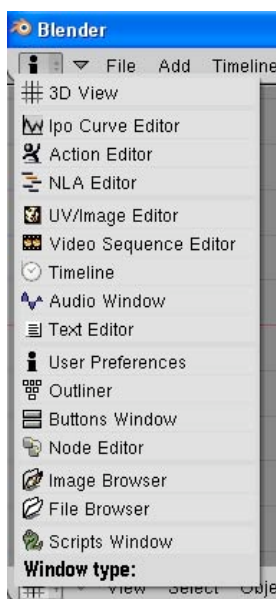 Blender
File Add Timeline
3D View
Ipo Curve Editor
Action Editor
NLA Editor
UV/Image Editor
Video Sequence Editor
Timeline
Audio Window
Text Editor
User Preferences
Outliner
Buttons Window
Node Editor
Image Browser
File Browser
Scripts Window
Window type:
View Select